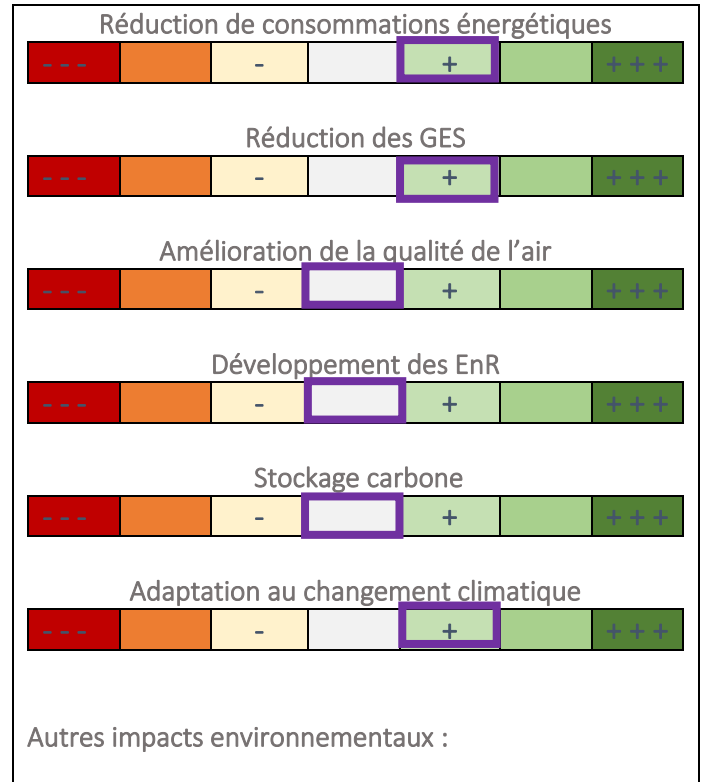 Réduction de consommations énergétiques
- - - - + + + +
Réduction des GES
- - - - + + + +
Amélioration de la qualité de l’air
- - - - + + + +
Développement des EnR
- - - - + + + +
Stockage carbone
- - - - + + + +
Adaptation au changement climatique
- - - - + + + +
Autres impacts environnementaux :